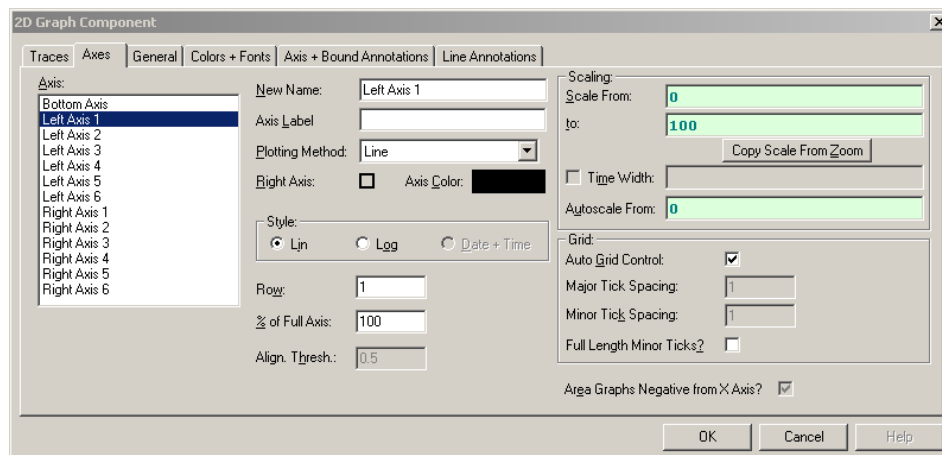 2D Graph Component
Traces Axes General Colors + Fonts Axis + Bound Annotations Line Annotations
Axis:
Bottom Axis
Left Axis 1
Left Axis 2
Left Axis 3
Left Axis 4
Left Axis 5
Left Axis 6
Right Axis 1
Right Axis 2
Right Axis 3
Right Axis 4
Right Axis 5
Right Axis 6
New Name: Left Axis 1
Axis Label
Plotting Method: Line
Right Axis: Axis Color:
Style:
Lin Log Date + Time
Row: 1
% of Full Axis: 100
Align. Thresh.: 0.5
Scaling:
Scale From: 0
to: 100
Copy Scale From Zoom
Time Width:
Autoscale From: 0
Grid:
Auto Grid Control:
Major Tick Spacing: 1
Minor Tick Spacing: 1
Full Length Minor Ticks?
Area Graphs Negative from X Axis?
OK Cancel Help